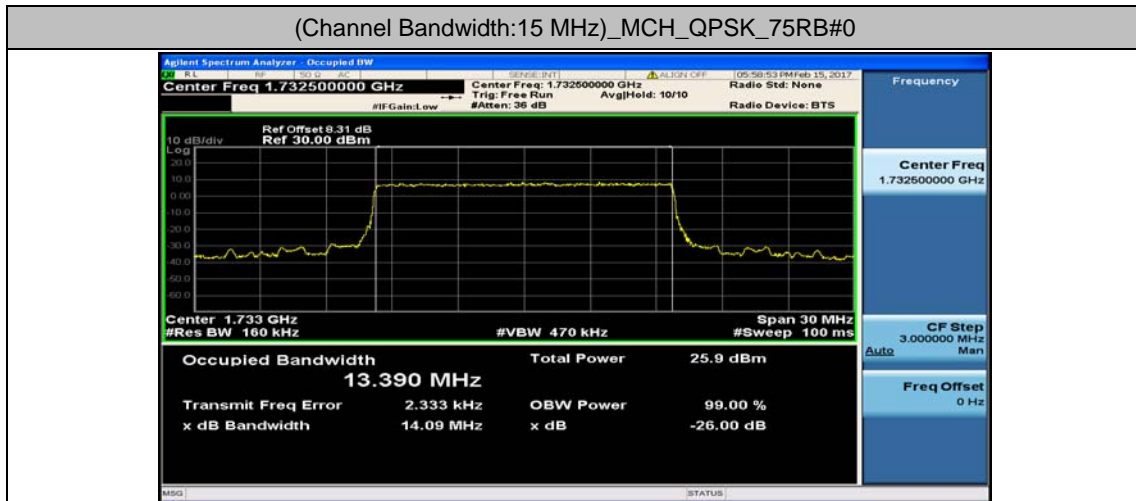 (Channel Bandwidth:15 MHz)_MCH_QPSK_75RB#0
Agilent Spectrum Analyzer - Occupied BW
RL RF 50 Ω AC SENSE:INT ALIGN OFF 05:58:53 PM Feb 15, 2017
Center Freq 1.732500000 GHz
Center Freq: 1.732500000 GHz
Radio Std: None
Trig: Free Run Avg|Hold: 10/10
#IFGain:Low #Atten: 36 dB Radio Device: BTS
Ref Offset 8.31 dB
10 dB/div Ref 30.00 dBm
Log
20.0
10.0
0.00
-10.0
-20.0
-30.0
-40.0
-50.0
-60.0
Center 1.733 GHz Span 30 MHz
#Res BW 160 kHz #VBW 470 kHz #Sweep 100 ms
Occupied Bandwidth Total Power 25.9 dBm
13.390 MHz
Transmit Freq Error 2.333 kHz OBW Power 99.00 %
x dB Bandwidth 14.09 MHz x dB -26.00 dB
MSG STATUS
Frequency
Center Freq
1.732500000 GHz
CF Step
3.000000 MHz
Auto Man
Freq Offset
0 Hz